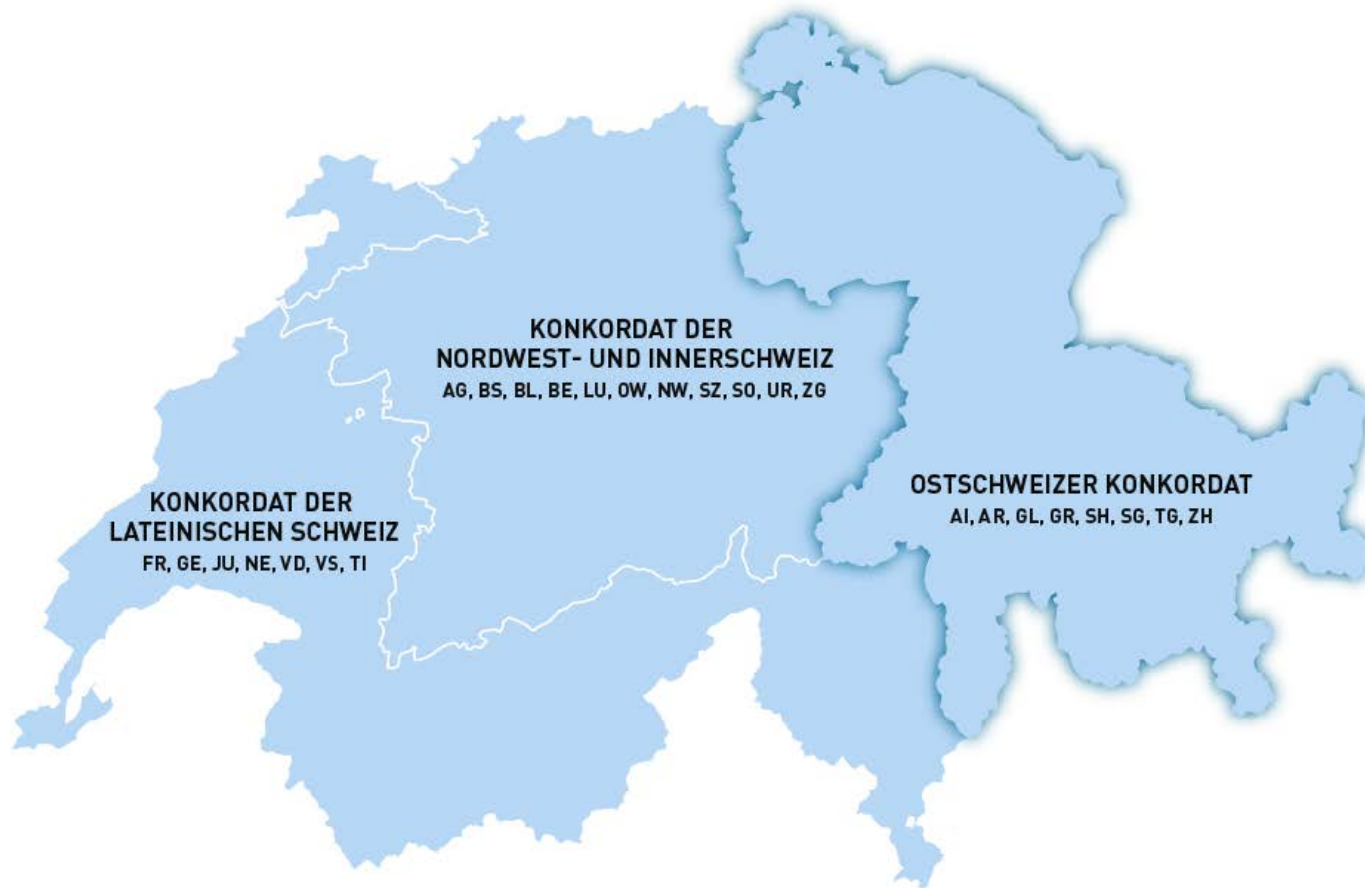 KONKORDAT DER
NORDWEST- UND INNERSCHWEIZ
AG, BS, BL, BE, LU, OW, NW, SZ, SO, UR, ZG
KONKORDAT DER
LATEINISCHEN SCHWEIZ
FR, GE, JU, NE, VD, VS, TI
OSTSCHWEIZER KONKORDAT
AI, AR, GL, GR, SH, SG, TG, ZH